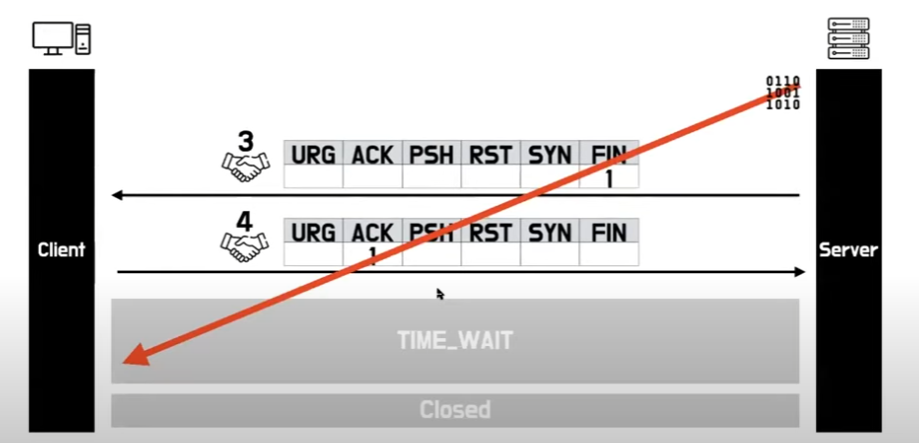 0110
1001
1010
3
URG ACK PSH RST SYN FIN
1
4
URG ACK PSH RST SYN FIN
1
Client
Server
TIME_WAIT
Closed